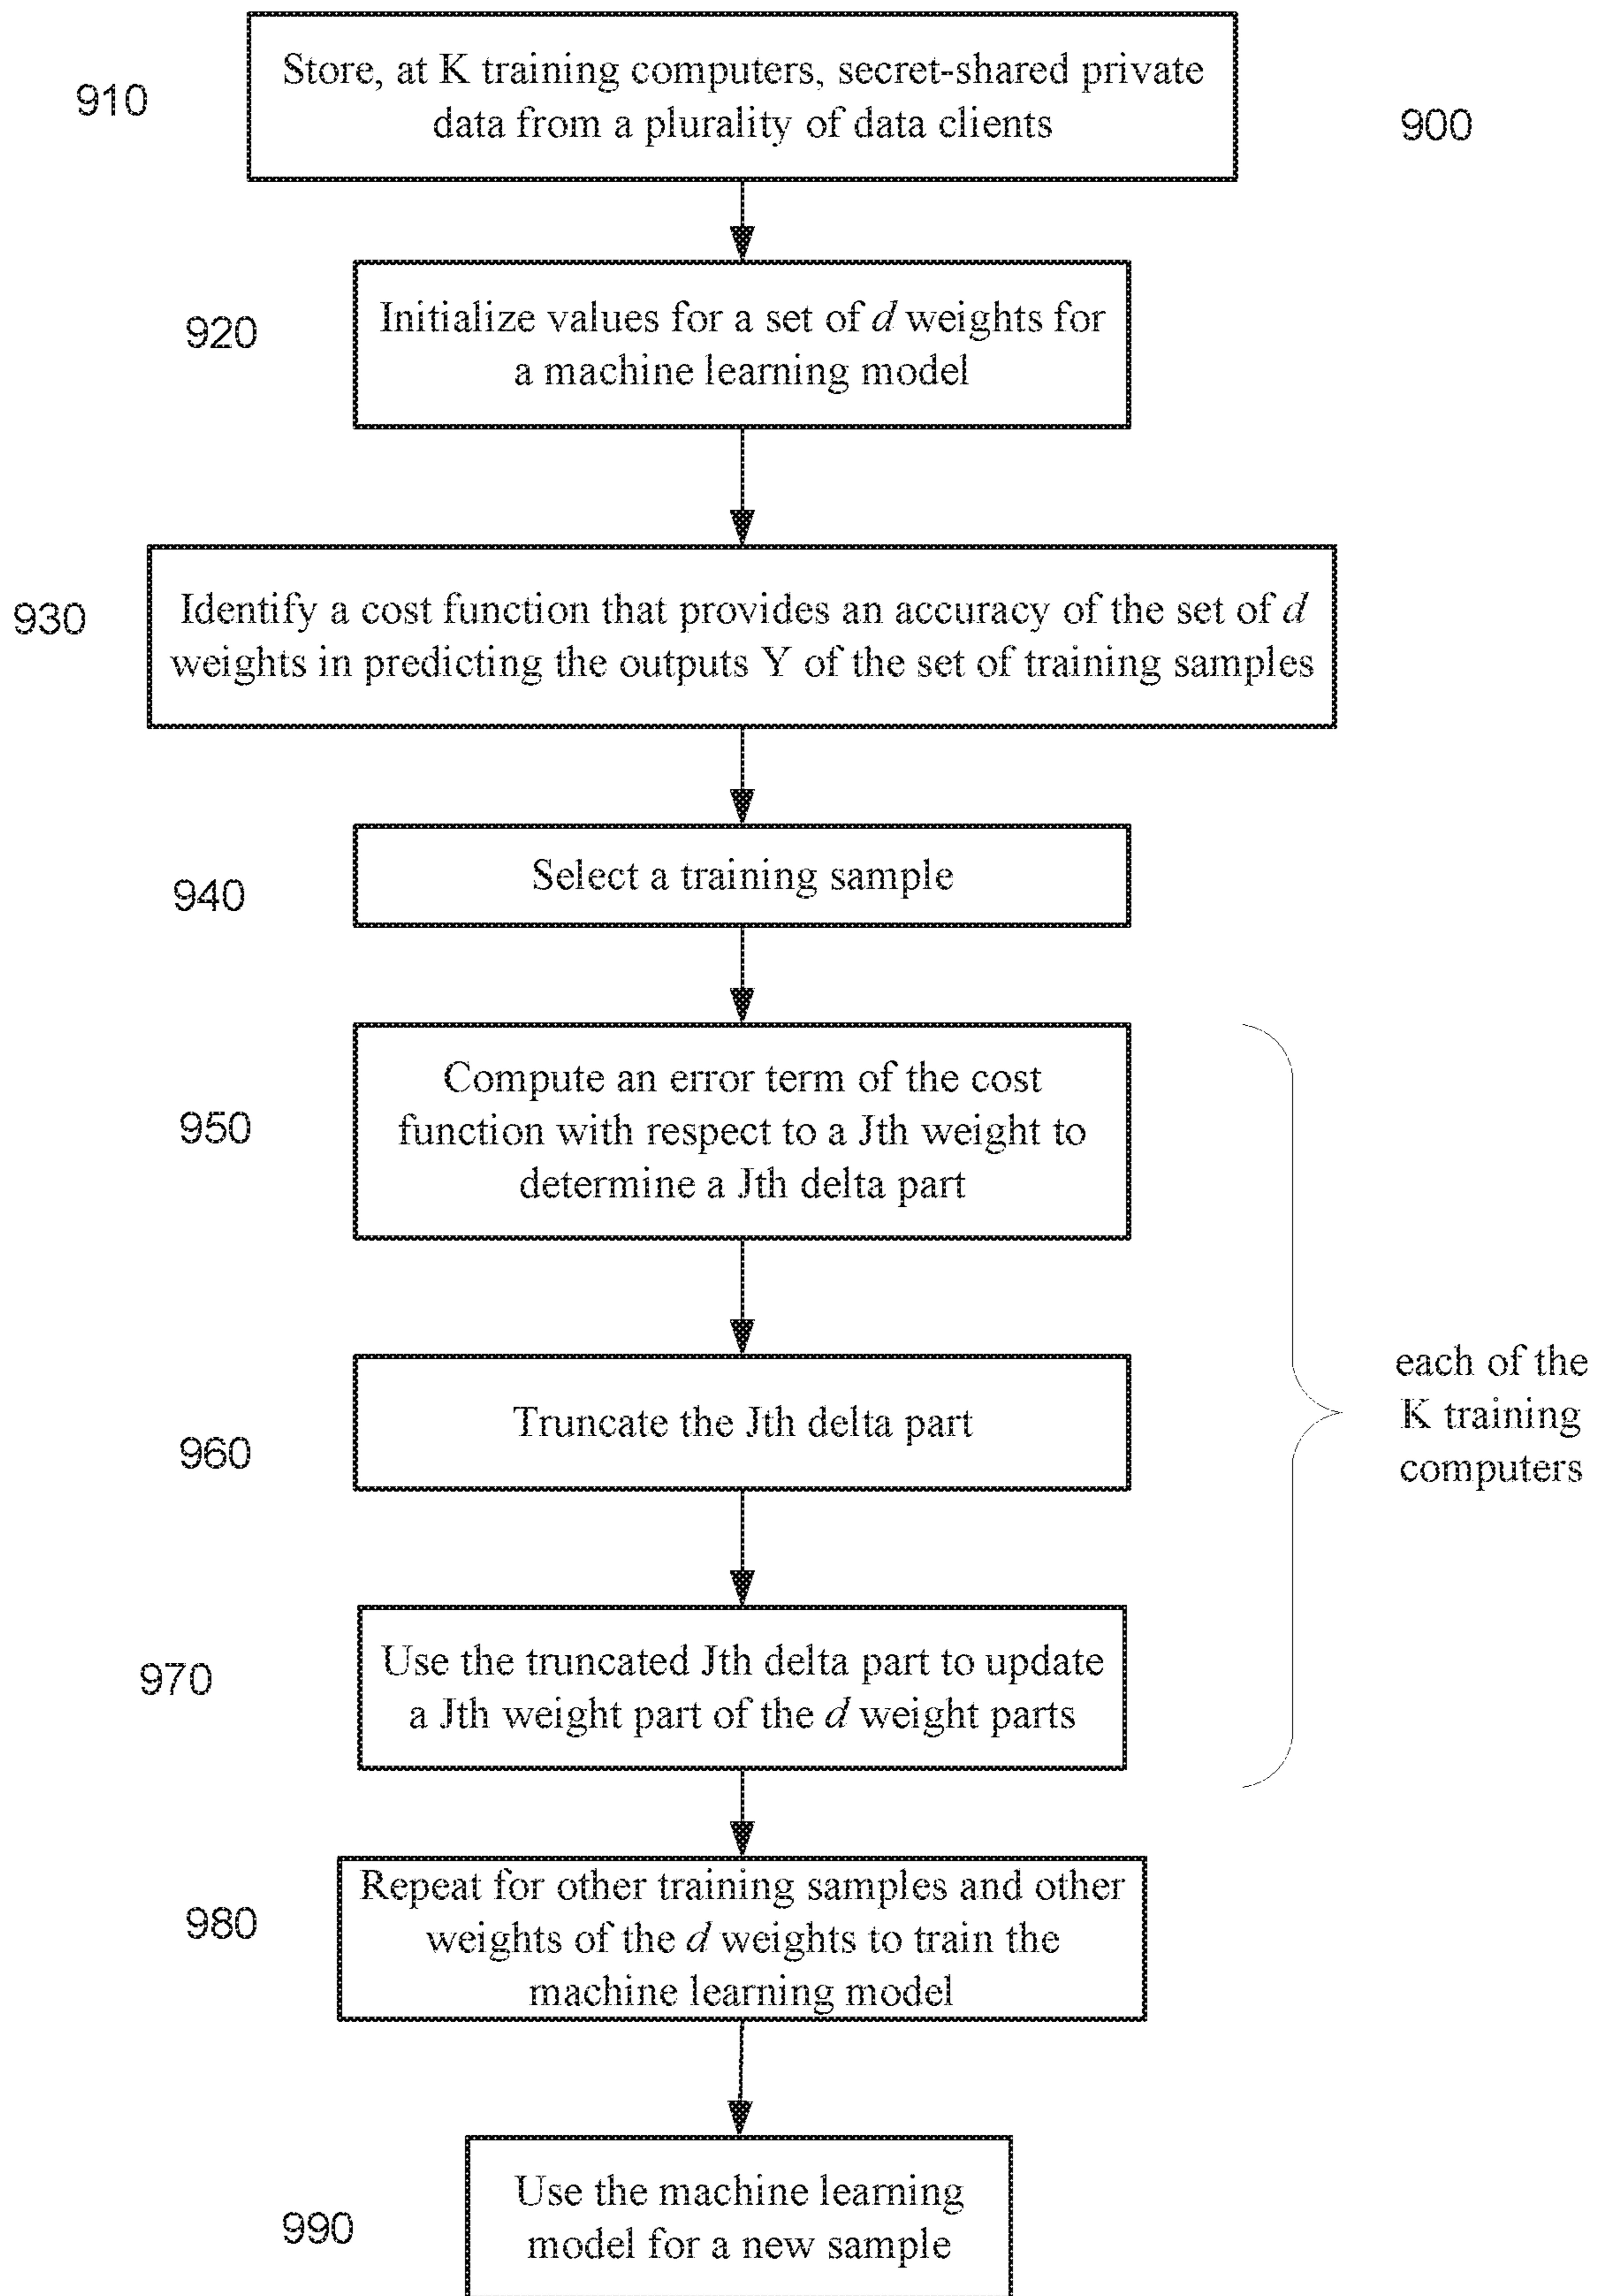 910
Store, at K training computers, secret-shared private
data from a plurality of data clients
900
920
Initialize values for a set of d weights for
a machine learning model
930
Identify a cost function that provides an accuracy of the set of d
weights in predicting the outputs Y of the set of training samples
940
Select a training sample
950
Compute an error term of the cost
function with respect to a Jth weight to
determine a Jth delta part
960
Truncate the Jth delta part
each of the
K training
computers
970
Use the truncated Jth delta part to update
a Jth weight part of the d weight parts
980
Repeat for other training samples and other
weights of the d weights to train the
machine learning model
990
Use the machine learning
model for a new sample